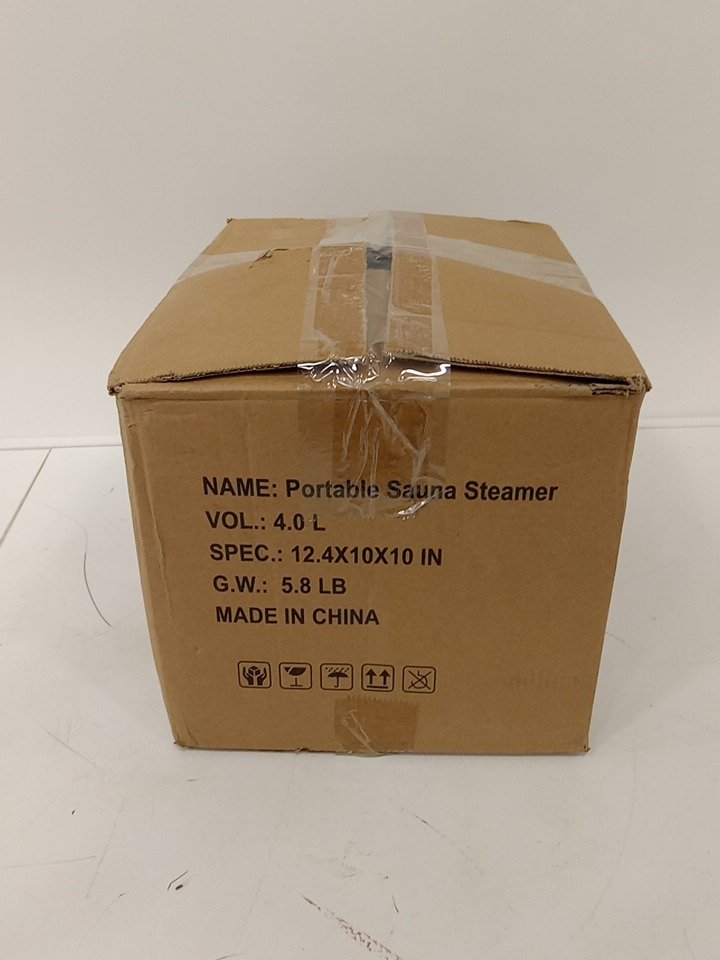 NAME: Portable Sauna Steamer
VOL.: 4.0 L
SPEC.: 12.4X10X10 IN
G.W.: 5.8 LB
MADE IN CHINA